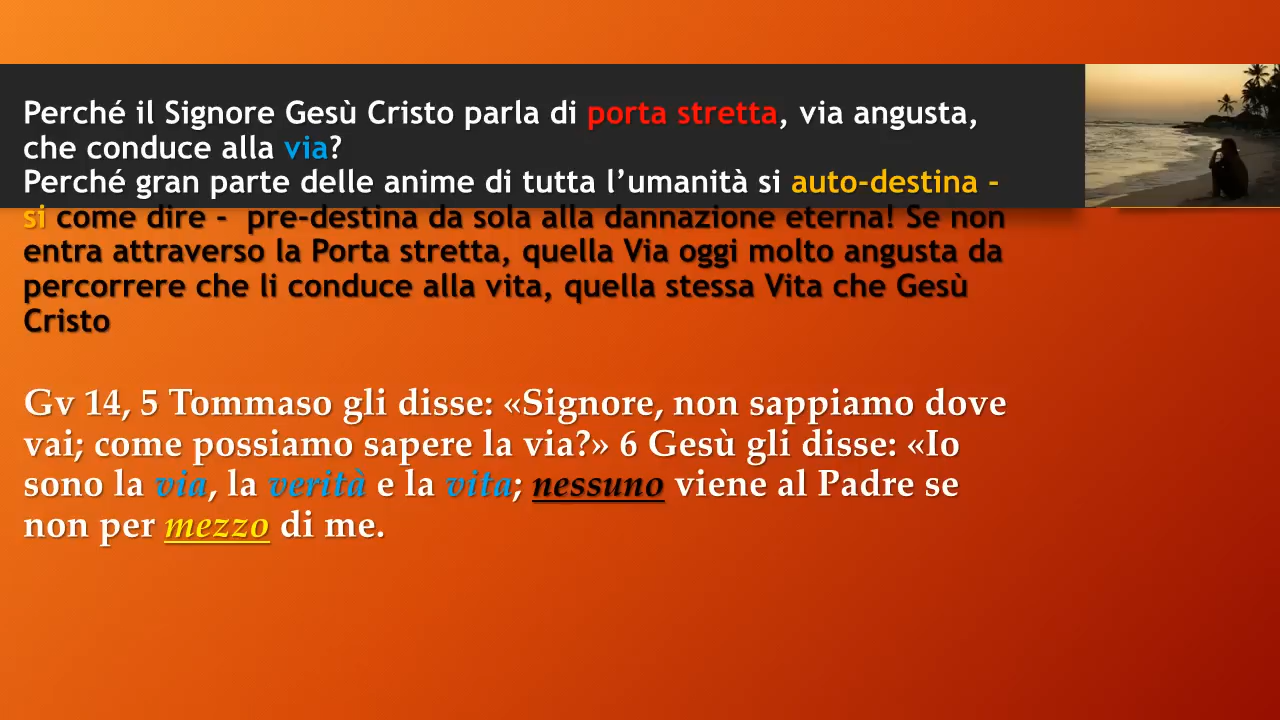 Perché il Signore Gesù Cristo parla di porta stretta, via angusta,
che conduce alla via?
Perché gran parte delle anime di tutta l’umanità si auto-destina -
si come dire -  pre-destina da sola alla dannazione eterna! Se non
entra attraverso la Porta stretta, quella Via oggi molto angusta da
percorrere che li conduce alla vita, quella stessa Vita che Gesù
Cristo
Gv 14, 5 Tommaso gli disse: «Signore, non sappiamo dove
vai; come possiamo sapere la via?» 6 Gesù gli disse: «Io
sono la via, la verità e la vita; nessuno viene al Padre se
non per mezzo di me.